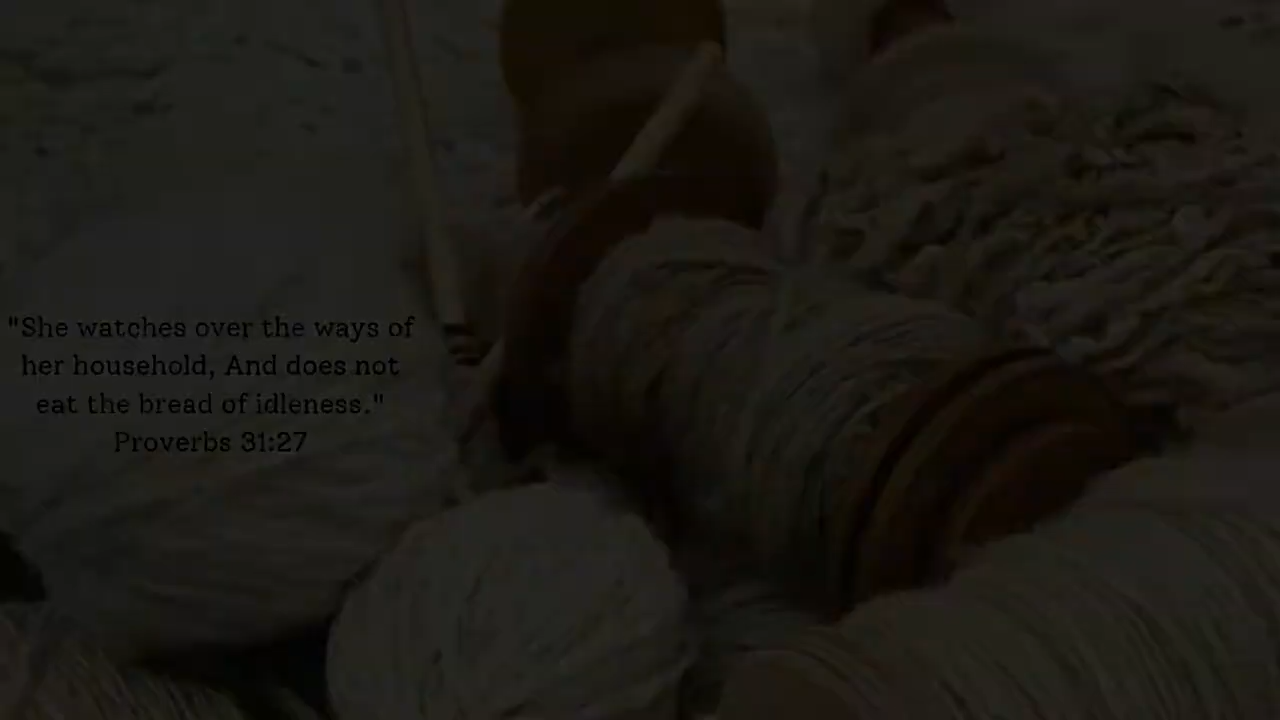 "She watches over the ways of
her household, And does not
eat the bread of idleness."
Proverbs 31:27